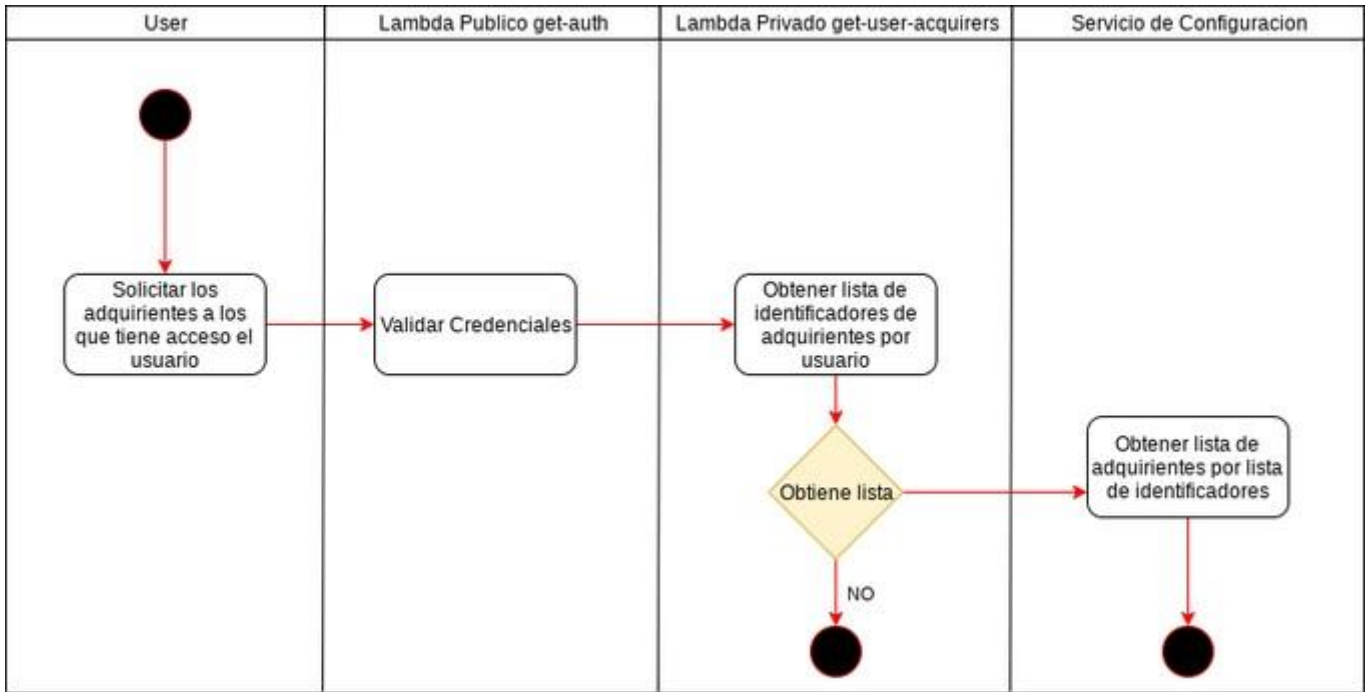 User
Lambda Publico get-auth
Lambda Privado get-user-acquirers
Servicio de Configuracion
Solicitar los
adquirientes a los
que tiene acceso el
usuario
Validar Credenciales
Obtener lista de
identificadores de
adquirientes por
usuario
Obtiene lista
NO
Obtener lista de
adquirientes por lista
de identificadores